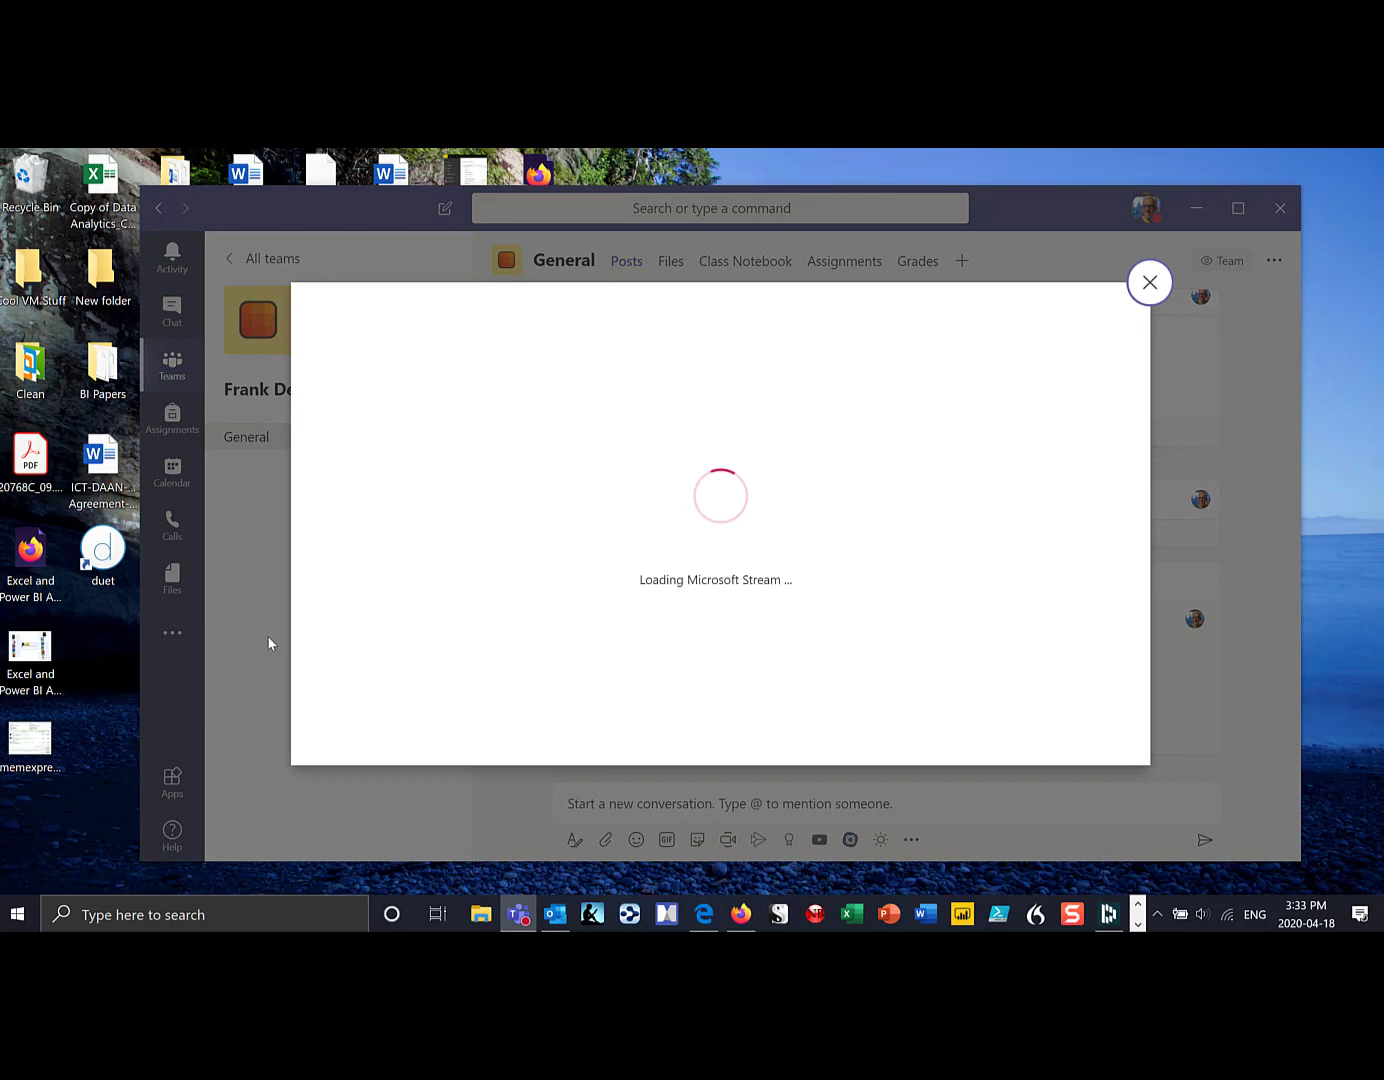 Recycle Bin
Copy of Data
Analytics_C...
Cool VM Stuff
New folder
Clean
BI Papers
PDF
20768C_09....
ICT-DAAN-...
Agreement-...
Excel and
Power BI A...
duet
Excel and
Power BI A...
memexpre...
Search or type a command
Activity
Chat
Teams
Assignments
Calendar
Calls
Files
Apps
Help
All teams
Frank De
General
General
Posts
Files
Class Notebook
Assignments
Grades
Team
Loading Microsoft Stream ...
Start a new conversation. Type @ to mention someone.
GIF
Type here to search
ENG
3:33 PM
2020-04-18